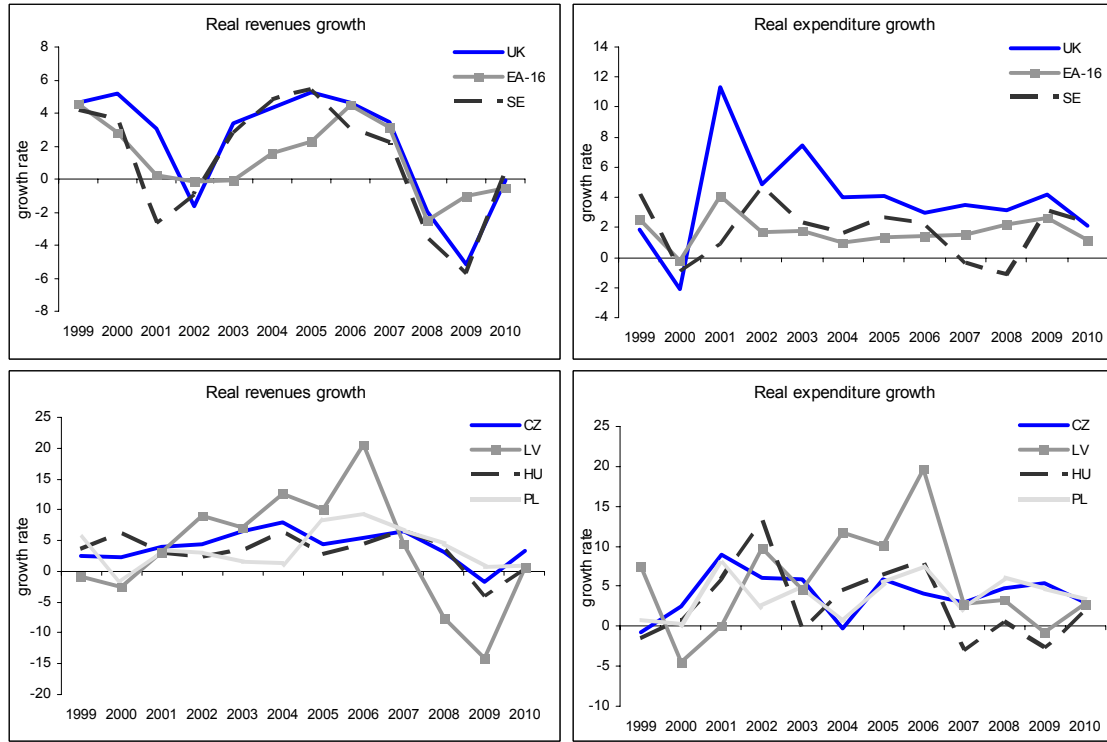 Real revenues growth
8
6
4
2
0
-2
-4
-6
-8
growth rate
UK
EA-16
SE
1999 2000 2001 2002 2003 2004 2005 2006 2007 2008 2009 2010
Real expenditure growth
14
12
10
8
6
4
2
0
-2
-4
growth rate
UK
EA-16
SE
1999 2000 2001 2002 2003 2004 2005 2006 2007 2008 2009 2010
Real revenues growth
25
20
15
10
5
0
-5
-10
-15
-20
growth rate
CZ
LV
HU
PL
1999 2000 2001 2002 2003 2004 2005 2006 2007 2008 2009 2010
Real expenditure growth
25
20
15
10
5
0
-5
-10
growth rate
CZ
LV
HU
PL
1999 2000 2001 2002 2003 2004 2005 2006 2007 2008 2009 2010